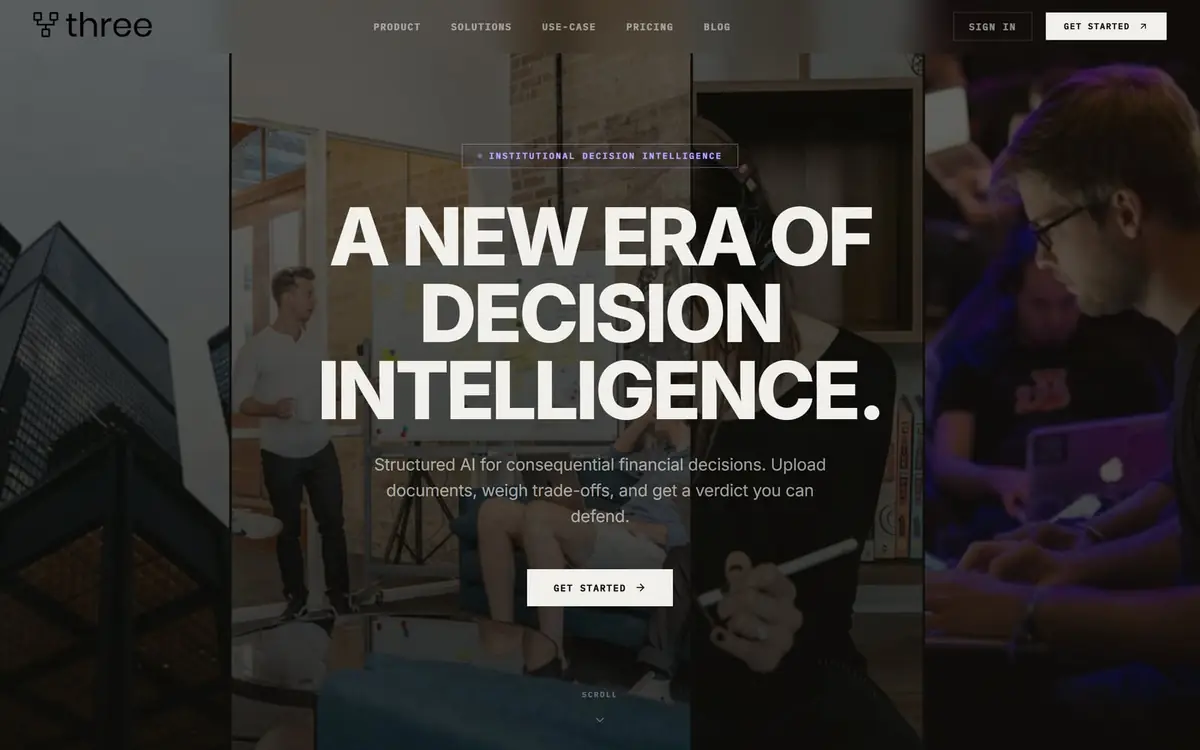 three
PRODUCT SOLUTIONS USE-CASE PRICING BLOG
SIGN IN
GET STARTED
INSTITUTIONAL DECISION INTELLIGENCE
A NEW ERA OF
DECISION
INTELLIGENCE.
Structured AI for consequential financial decisions. Upload
documents, weigh trade-offs, and get a verdict you can
defend.
GET STARTED
SCROLL